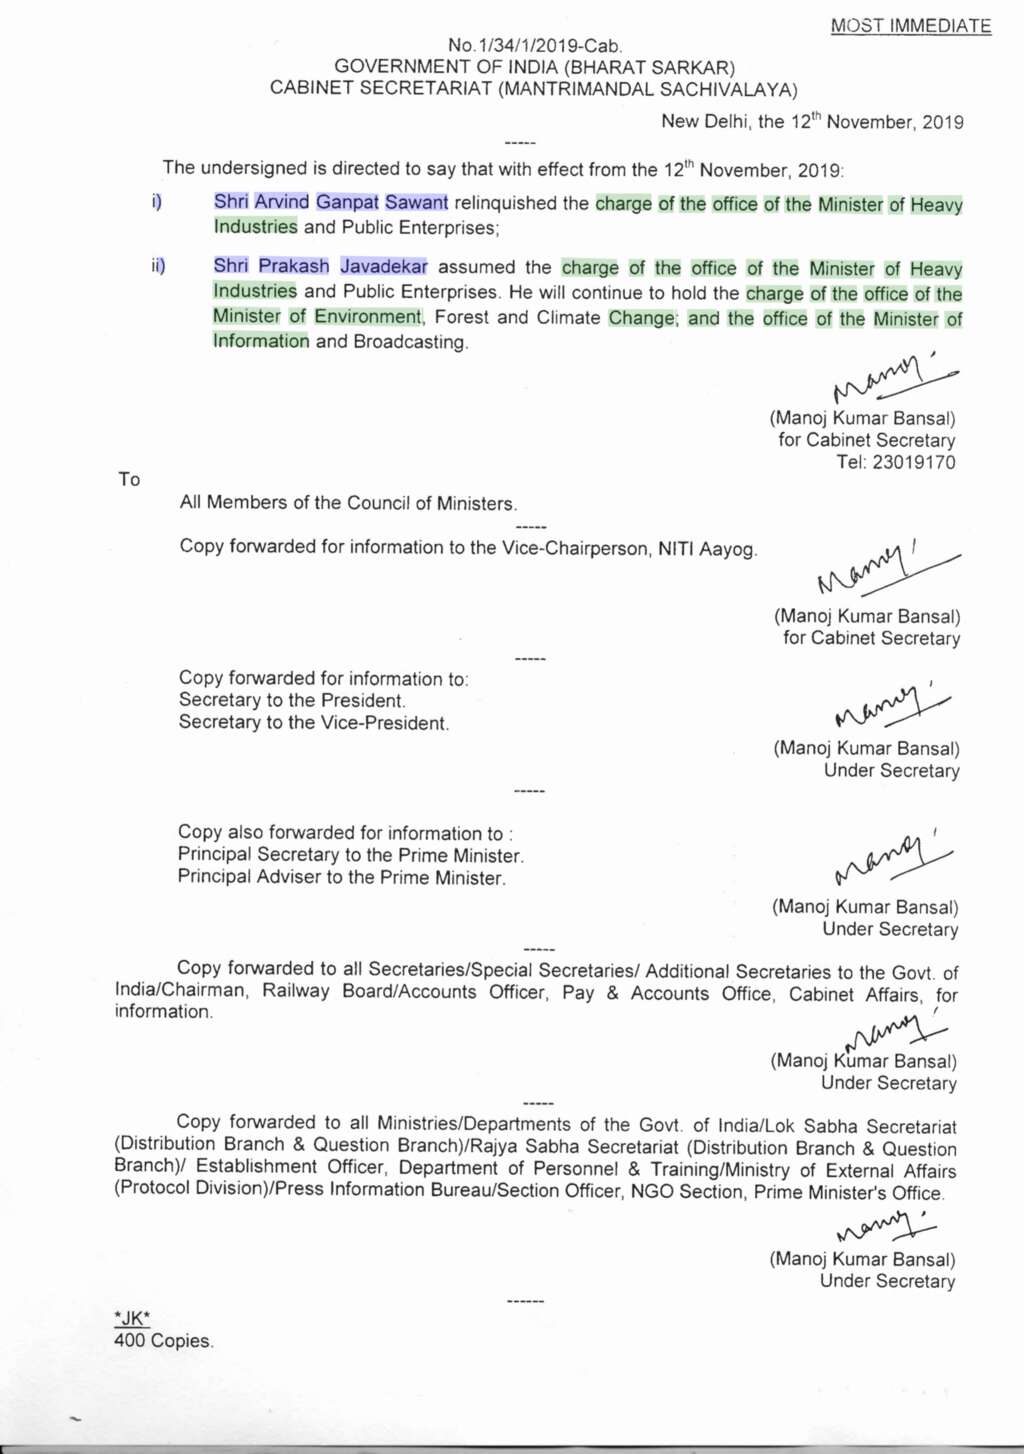 MOST IMMEDIATE
No.1/34/1/2019-Cab.
GOVERNMENT OF INDIA (BHARAT SARKAR)
CABINET SECRETARIAT (MANTRIMANDAL SACHIVALAYA)
New Delhi, the 12th November, 2019
-----
The undersigned is directed to say that with effect from the 12th November, 2019:
i) Shri Arvind Ganpat Sawant relinquished the charge of the office of the Minister of Heavy
Industries and Public Enterprises;
ii) Shri Prakash Javadekar assumed the charge of the office of the Minister of Heavy
Industries and Public Enterprises. He will continue to hold the charge of the office of the
Minister of Environment, Forest and Climate Change; and the office of the Minister of
Information and Broadcasting.
Manoj
(Manoj Kumar Bansal)
for Cabinet Secretary
Tel: 23019170
To
All Members of the Council of Ministers.
-----
Copy forwarded for information to the Vice-Chairperson, NITI Aayog.
Manoj
(Manoj Kumar Bansal)
for Cabinet Secretary
-----
Copy forwarded for information to:
Secretary to the President.
Secretary to the Vice-President.
Manoj
(Manoj Kumar Bansal)
Under Secretary
-----
Copy also forwarded for information to :
Principal Secretary to the Prime Minister.
Principal Adviser to the Prime Minister.
Manoj
(Manoj Kumar Bansal)
Under Secretary
-----
Copy forwarded to all Secretaries/Special Secretaries/ Additional Secretaries to the Govt. of
India/Chairman, Railway Board/Accounts Officer, Pay & Accounts Office, Cabinet Affairs, for
information.
Manoj
(Manoj Kumar Bansal)
Under Secretary
-----
Copy forwarded to all Ministries/Departments of the Govt. of India/Lok Sabha Secretariat
(Distribution Branch & Question Branch)/Rajya Sabha Secretariat (Distribution Branch & Question
Branch)/ Establishment Officer, Department of Personnel & Training/Ministry of External Affairs
(Protocol Division)/Press Information Bureau/Section Officer, NGO Section, Prime Minister's Office.
Manoj
(Manoj Kumar Bansal)
Under Secretary
------
*JK*
400 Copies.